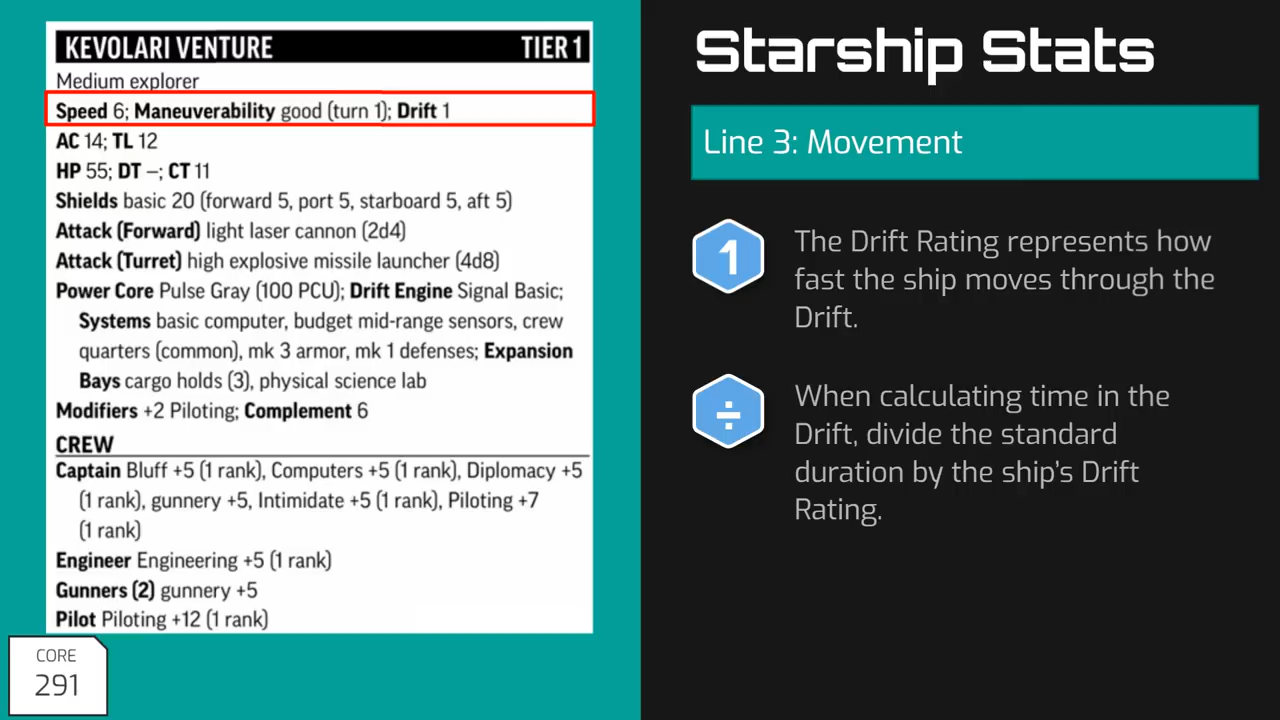 KEVOLARI VENTURE TIER 1
Medium explorer
Speed 6; Maneuverability good (turn 1); Drift 1
AC 14; TL 12
HP 55; DT –; CT 11
Shields basic 20 (forward 5, port 5, starboard 5, aft 5)
Attack (Forward) light laser cannon (2d4)
Attack (Turret) high explosive missile launcher (4d8)
Power Core Pulse Gray (100 PCU); Drift Engine Signal Basic;
Systems basic computer, budget mid-range sensors, crew
quarters (common), mk 3 armor, mk 1 defenses; Expansion
Bays cargo holds (3), physical science lab
Modifiers +2 Piloting; Complement 6
CREW
Captain Bluff +5 (1 rank), Computers +5 (1 rank), Diplomacy +5
(1 rank), gunnery +5, Intimidate +5 (1 rank), Piloting +7
(1 rank)
Engineer Engineering +5 (1 rank)
Gunners (2) gunnery +5
Pilot Piloting +12 (1 rank)
CORE
291
Starship Stats
Line 3: Movement
1
The Drift Rating represents how
fast the ship moves through the
Drift.
÷
When calculating time in the
Drift, divide the standard
duration by the ship's Drift
Rating.